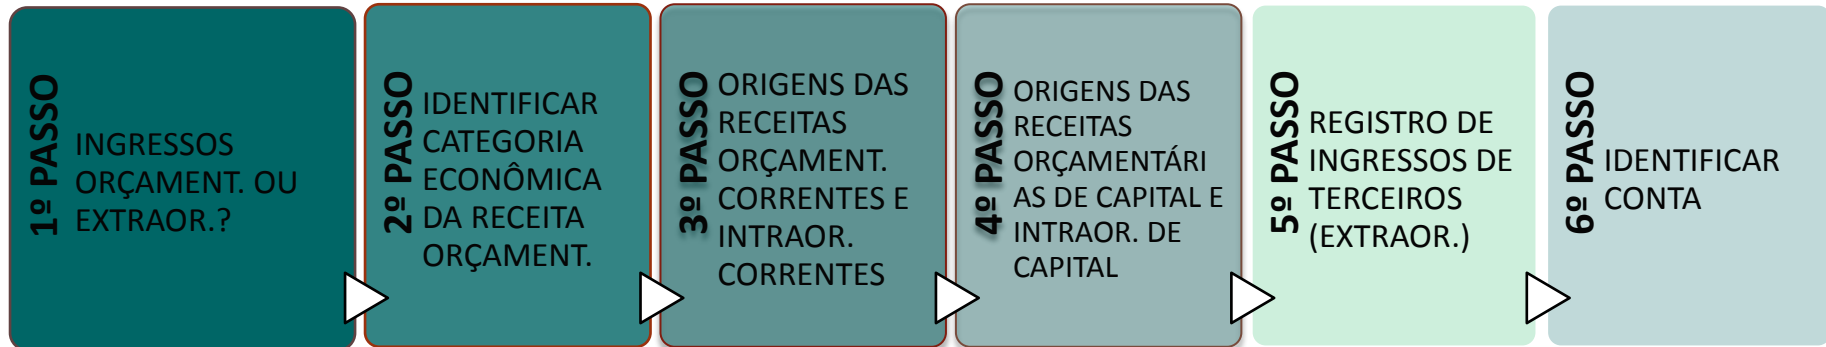 1º PASSO
INGRESSOS
ORÇAMENT. OU
EXTRAOR.?
2º PASSO
IDENTIFICAR
CATEGORIA
ECONÔMICA
DA RECEITA
ORÇAMENT.
3º PASSO
ORIGENS DAS
RECEITAS
ORÇAMENT.
CORRENTES E
INTRAOR.
CORRENTES
4º PASSO
ORIGENS DAS
RECEITAS
ORÇAMENTÁRI
AS DE CAPITAL E
INTRAOR. DE
CAPITAL
5º PASSO
REGISTRO DE
INGRESSOS DE
TERCEIROS
(EXTRAOR.)
6º PASSO
IDENTIFICAR
CONTA